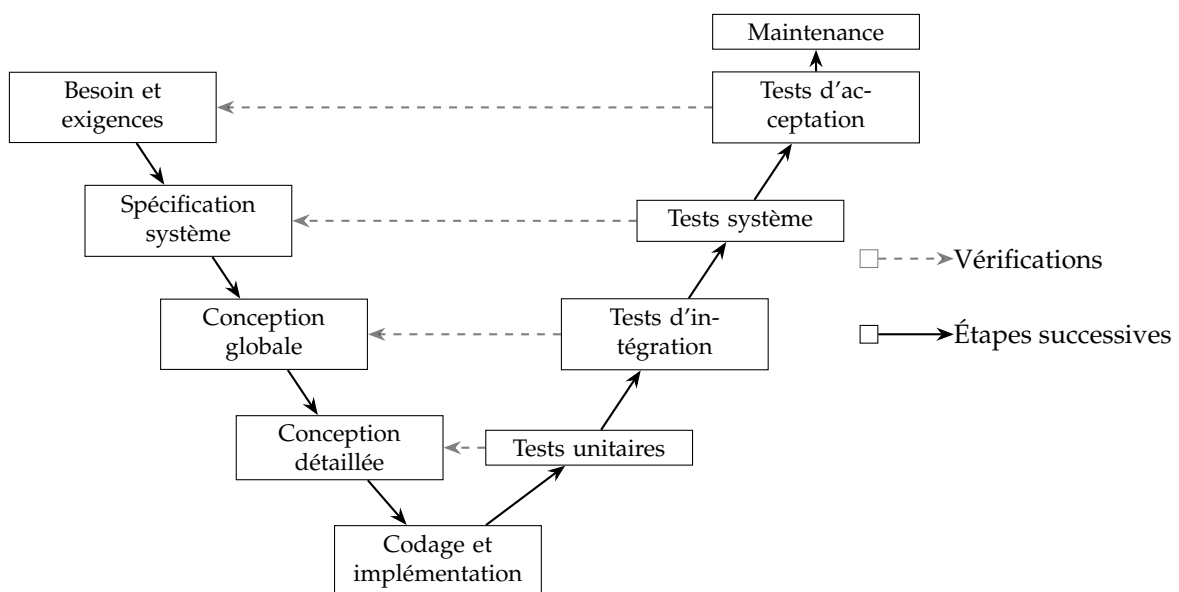 Maintenance
Besoin et
exigences
Tests d'ac-
ceptation
Spécification
système
Tests système
Vérifications
Conception
globale
Tests d'in-
tégration
Étapes successives
Conception
détaillée
Tests unitaires
Codage et
implémentation